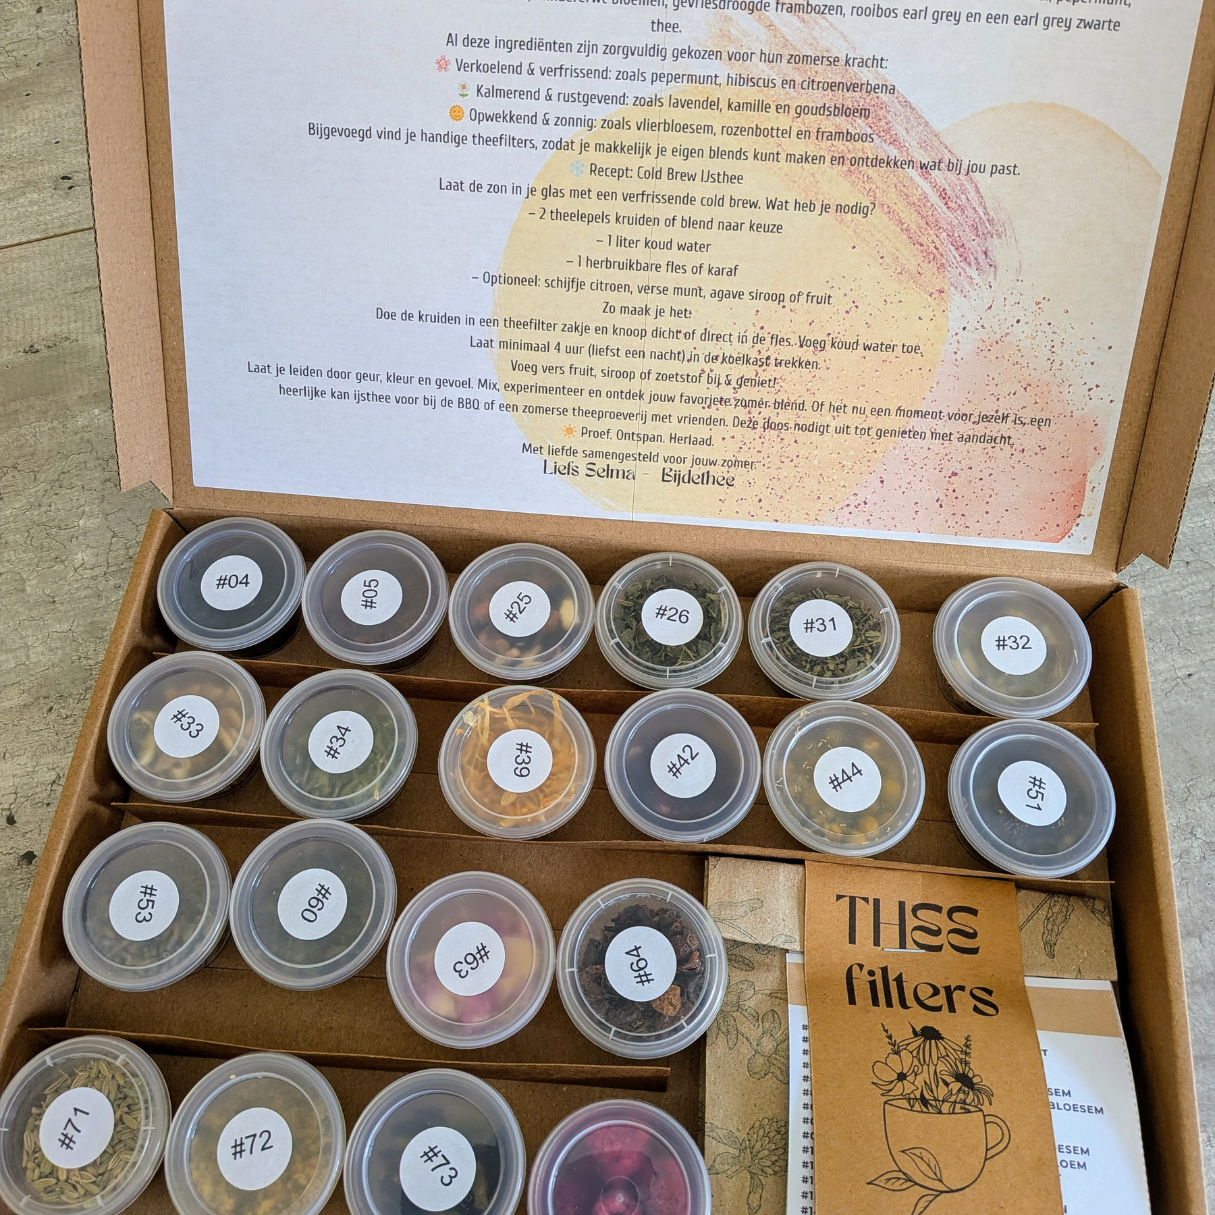 bloemen, gevriesdroogde frambozen, rooibos earl grey en een earl grey zwarte
thee.
Al deze ingrediënten zijn zorgvuldig gekozen voor hun zomerse kracht:
🌸 Verkoelend & verfrissend: zoals pepermunt, hibiscus en citroenverbena
🌼 Kalmerend & rustgevend: zoals lavendel, kamille en goudsbloem
🌞 Opwekkend & zonnig: zoals vlierbloesem, rozenbottel en framboos
Bijgevoegd vind je handige theefilters, zodat je makkelijk je eigen blends kunt maken en ontdekken wat bij jou past.
❄️ Recept: Cold Brew IJsthee
Laat de zon in je glas met een verfrissende cold brew. Wat heb je nodig?
– 2 theelepels kruiden of blend naar keuze
– 1 liter koud water
– 1 herbruikbare fles of karaf
– Optioneel: schijfje citroen, verse munt, agave siroop of fruit
Zo maak je het:
Doe de kruiden in een theefilter zakje en knoop dicht of direct in de fles. Voeg koud water toe.
Laat minimaal 4 uur (liefst een nacht) in de koelkast trekken.
Voeg vers fruit, siroop of zoetstof bij & geniet!
Laat je leiden door geur, kleur en gevoel. Mix, experimenteer en ontdek jouw favoriete zomer blend. Of het nu een moment voor jezelf is, een
heerlijke kan ijsthee voor bij de BBQ of een zomerse theeproeverij met vrienden. Deze doos nodigt uit tot genieten met aandacht.
☀️ Proef. Ontspan. Herlaad.
Met liefde samengesteld voor jouw zomer.
Liefs Selma - Bijdethee
#04
#05
#25
#26
#31
#32
#33
#34
#39
#42
#44
#51
#53
#60
#63
#64
THEE
filters
#71
#72
#73